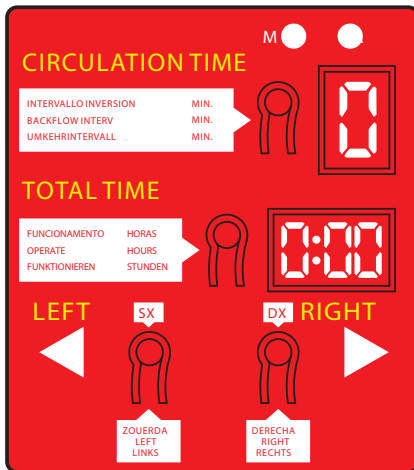 M
CIRCULATION TIME
0
INTERVALLO INVERSION MIN.
BACKFLOW INTERV MIN.
UMKEHRINTERVALL MIN.
TOTAL TIME
0:00
FUNCIONAMENTO HORAS
OPERATE HOURS
FUNKTIONIEREN STUNDEN
LEFT SX DX RIGHT
ZOUERDA DERECHA
LEFT RIGHT
LINKS RECHTS